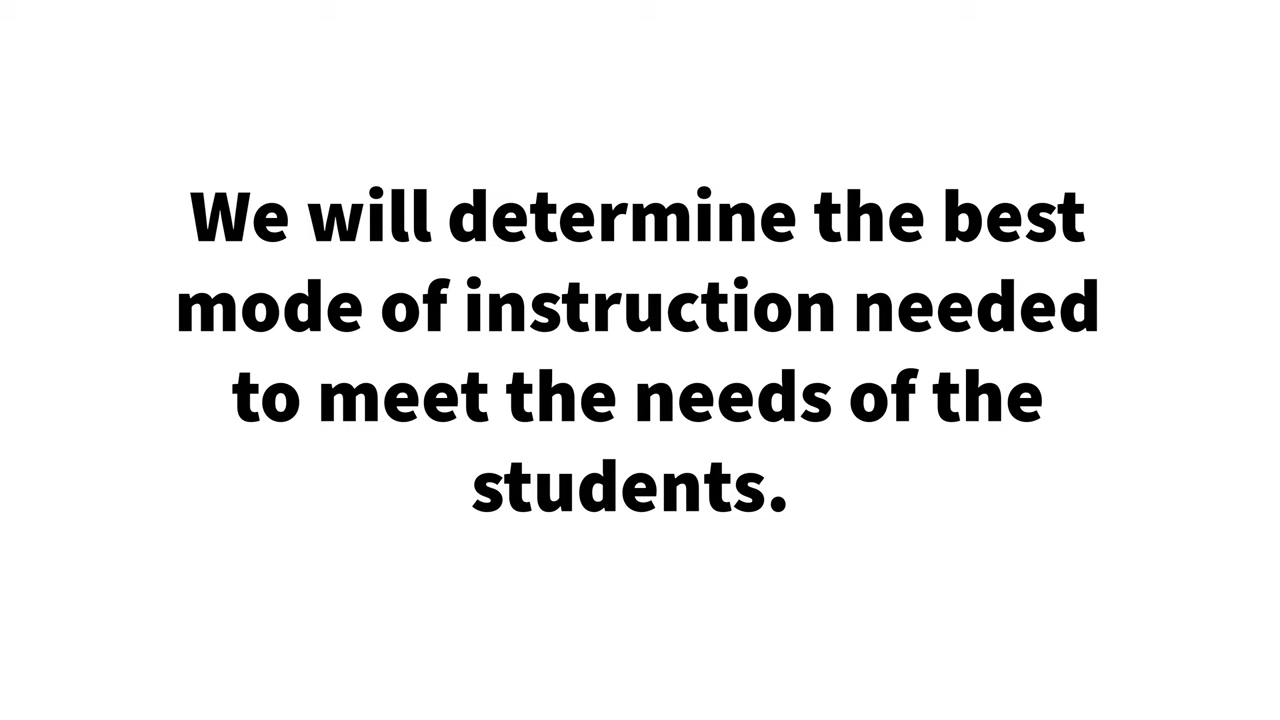 We will determine the best
mode of instruction needed
to meet the needs of the
students.